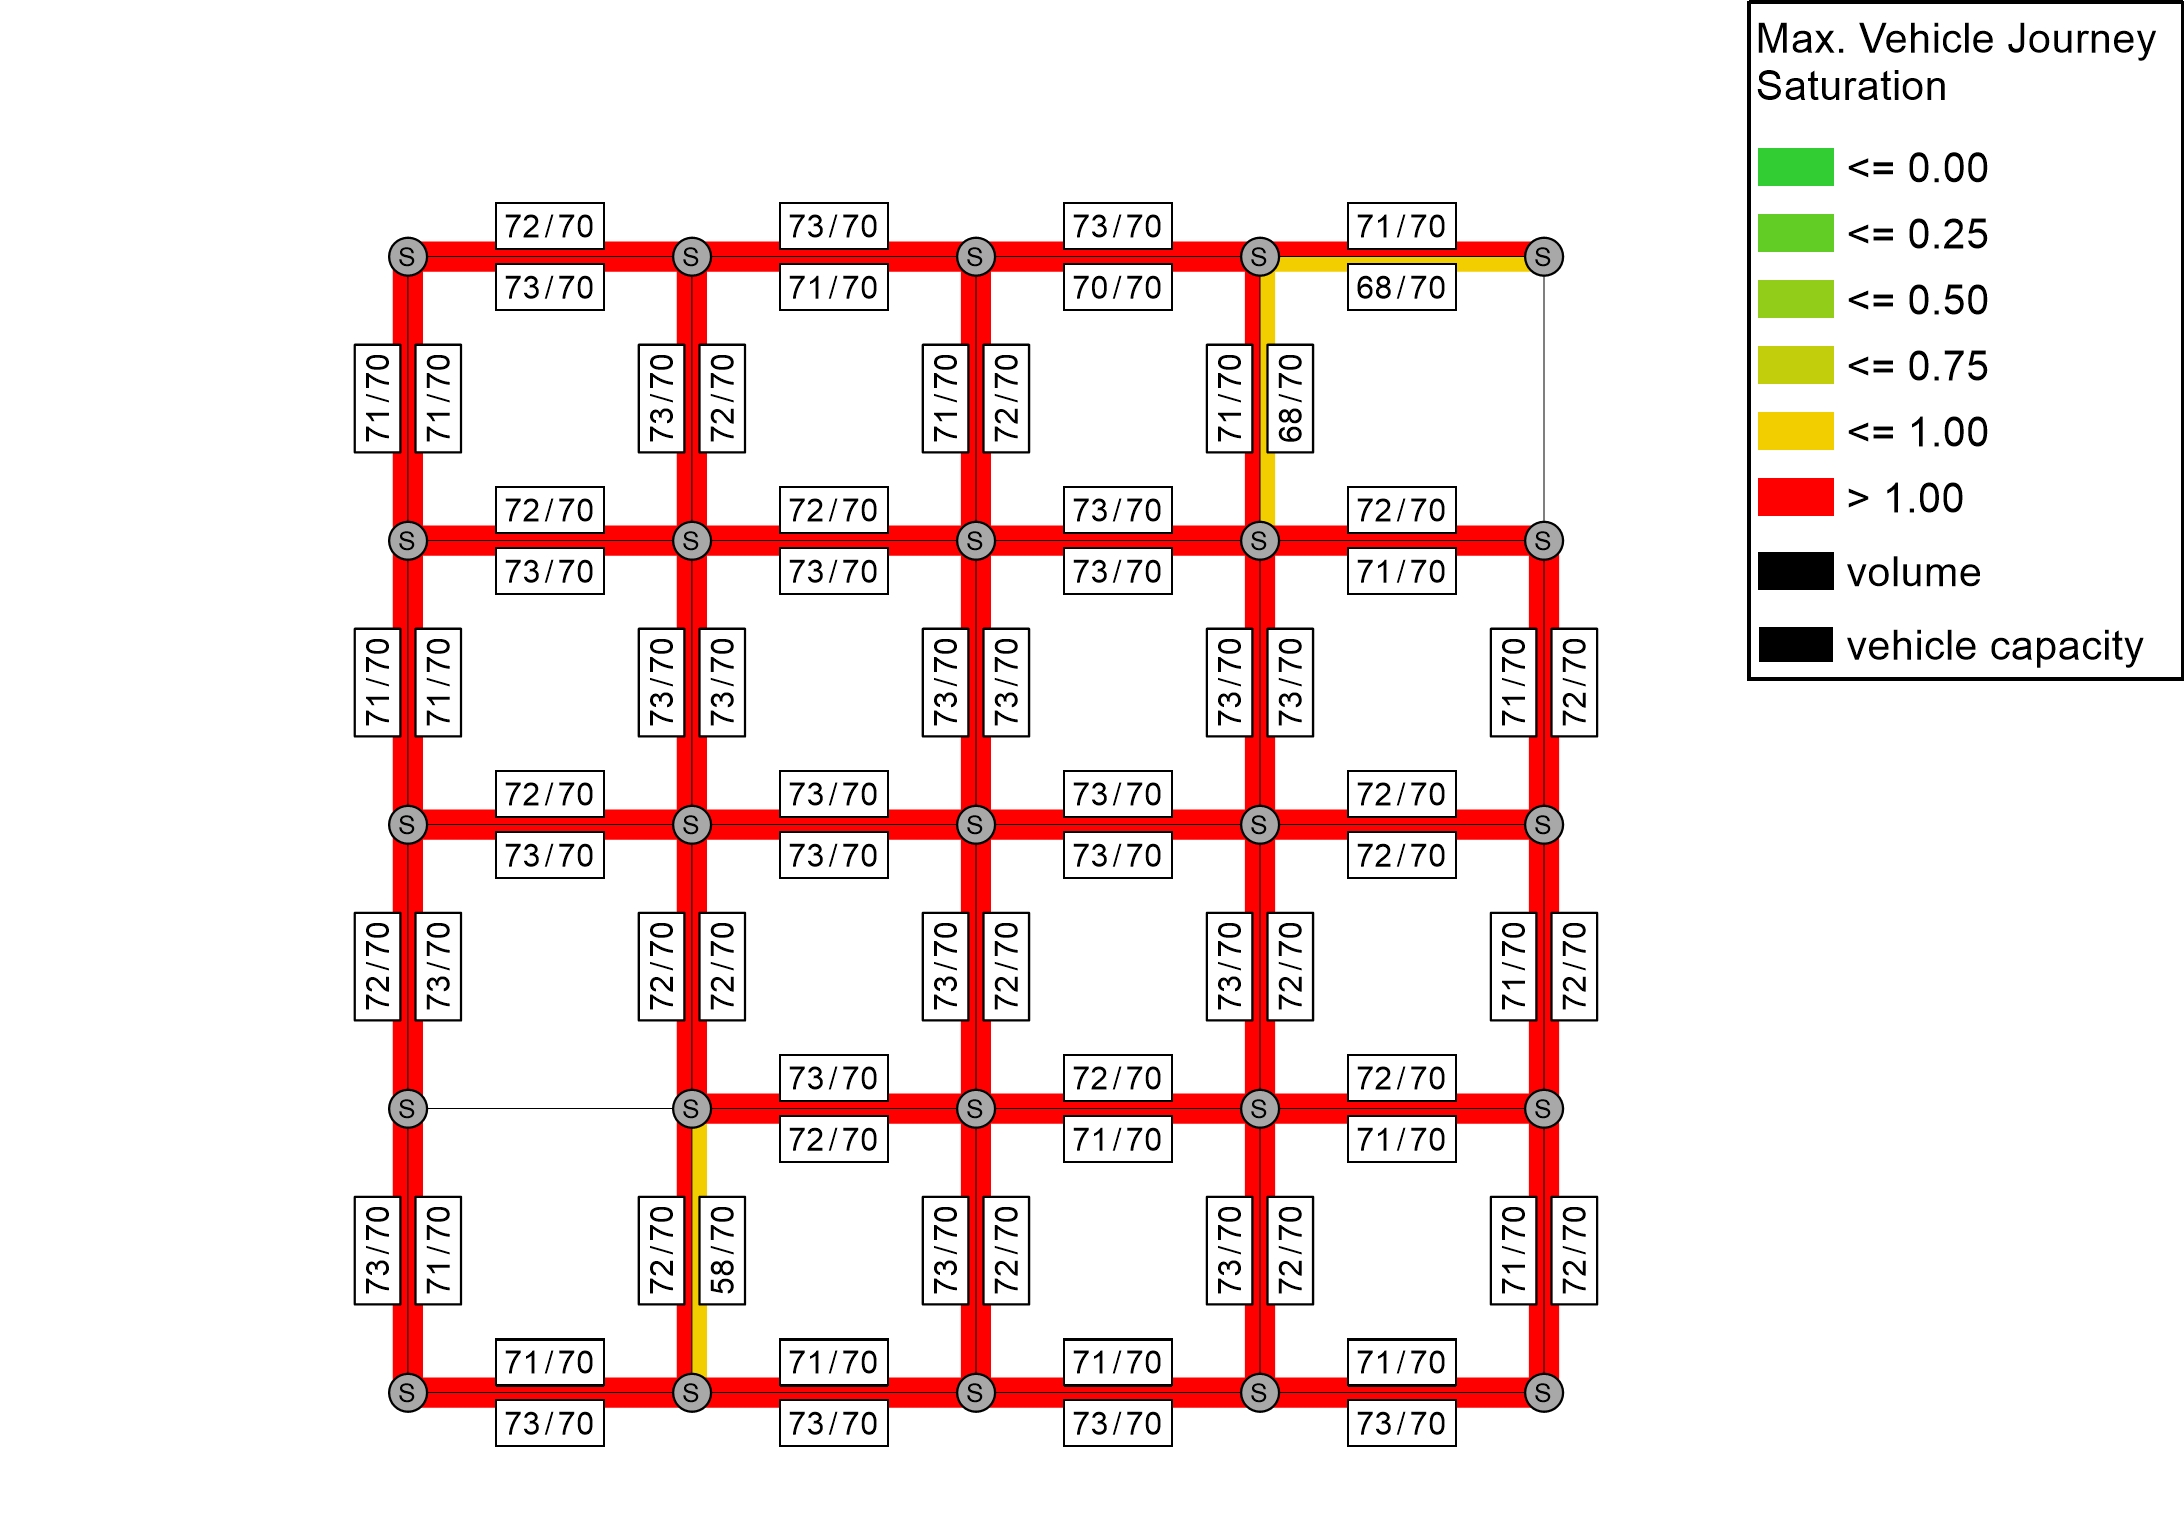 Max. Vehicle Journey
Saturation
<= 0.00
<= 0.25
<= 0.50
<= 0.75
<= 1.00
> 1.00
volume
vehicle capacity
72/70 73/70 73/70 71/70
S S S S S
73/70 71/70 70/70 68/70
71/70 71/70 73/70 72/70 71/70 72/70 71/70 68/70
72/70 72/70 73/70 72/70
S S S S S
73/70 73/70 73/70 71/70
71/70 71/70 73/70 73/70 73/70 73/70 73/70 73/70 71/70 72/70
72/70 73/70 73/70 72/70
S S S S S
73/70 73/70 73/70 72/70
72/70 73/70 72/70 72/70 73/70 72/70 73/70 72/70 71/70 72/70
73/70 72/70 72/70
S S S S S
72/70 71/70 71/70
73/70 71/70 72/70 58/70 73/70 72/70 73/70 72/70 71/70 72/70
71/70 71/70 71/70 71/70
S S S S S
73/70 73/70 73/70 73/70